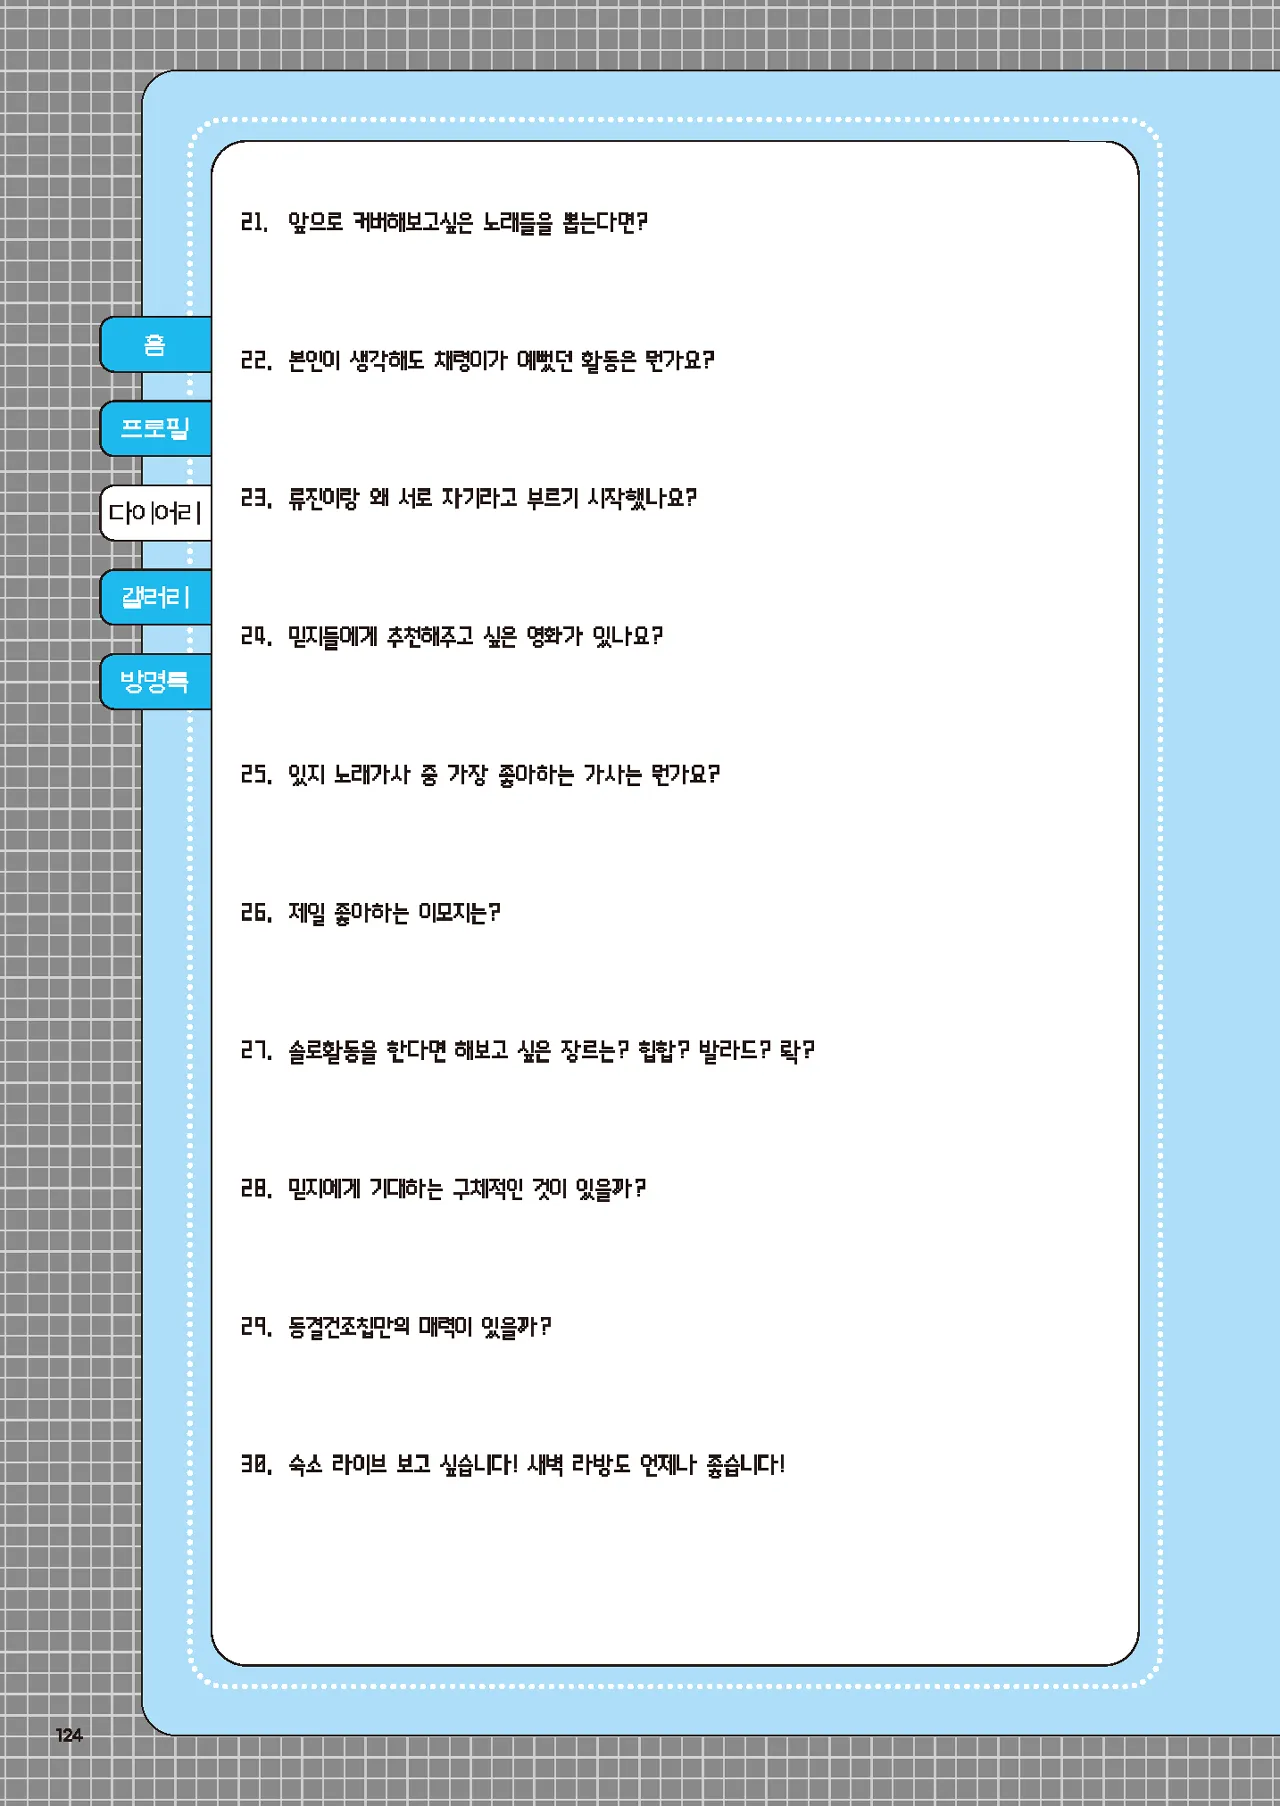 21. 앞으로 커버해보고싶은 노래들을 뽑는다면?
22. 본인이 생각해도 채령이가 예뻤던 활동은 뭔가요?
홈
프로필
23. 류진이랑 왜 서로 자기라고 부르기 시작했나요?
다이어리
갤러리
24. 믿지들에게 추천해주고 싶은 영화가 있나요?
방명록
25. 있지 노래가사 중 가장 좋아하는 가사는 뭔가요?
26. 제일 좋아하는 이모지는?
27. 솔로활동을 한다면 해보고 싶은 장르는? 힙합? 발라드? 락?
28. 믿지에게 기대하는 구체적인 것이 있을까?
29. 동결건조칩만의 매력이 있을까?
30. 숙소 라이브 보고 싶습니다! 새벽 라방도 언제나 좋습니다!
124